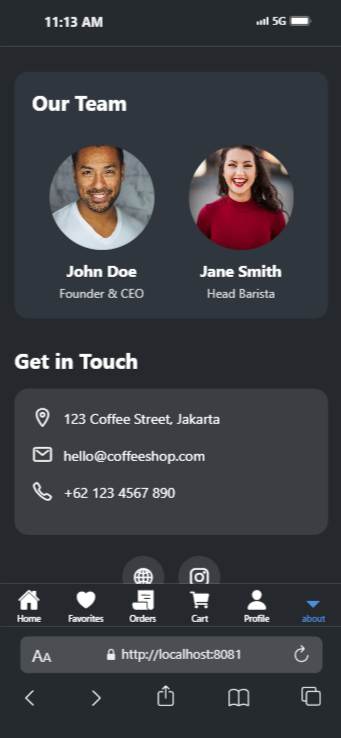 11:13 AM
5G
Our Team
John Doe
Jane Smith
Founder & CEO
Head Barista
Get in Touch
123 Coffee Street, Jakarta
hello@coffeeshop.com
+62 123 4567 890
Home Favorites Orders Cart Profile about
AA http://localhost:8081